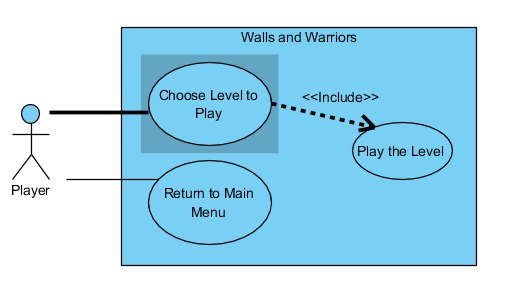 Walls and Warriors
Choose Level to
Play
<<Include>>
Play the Level
Return to Main
Menu
Player